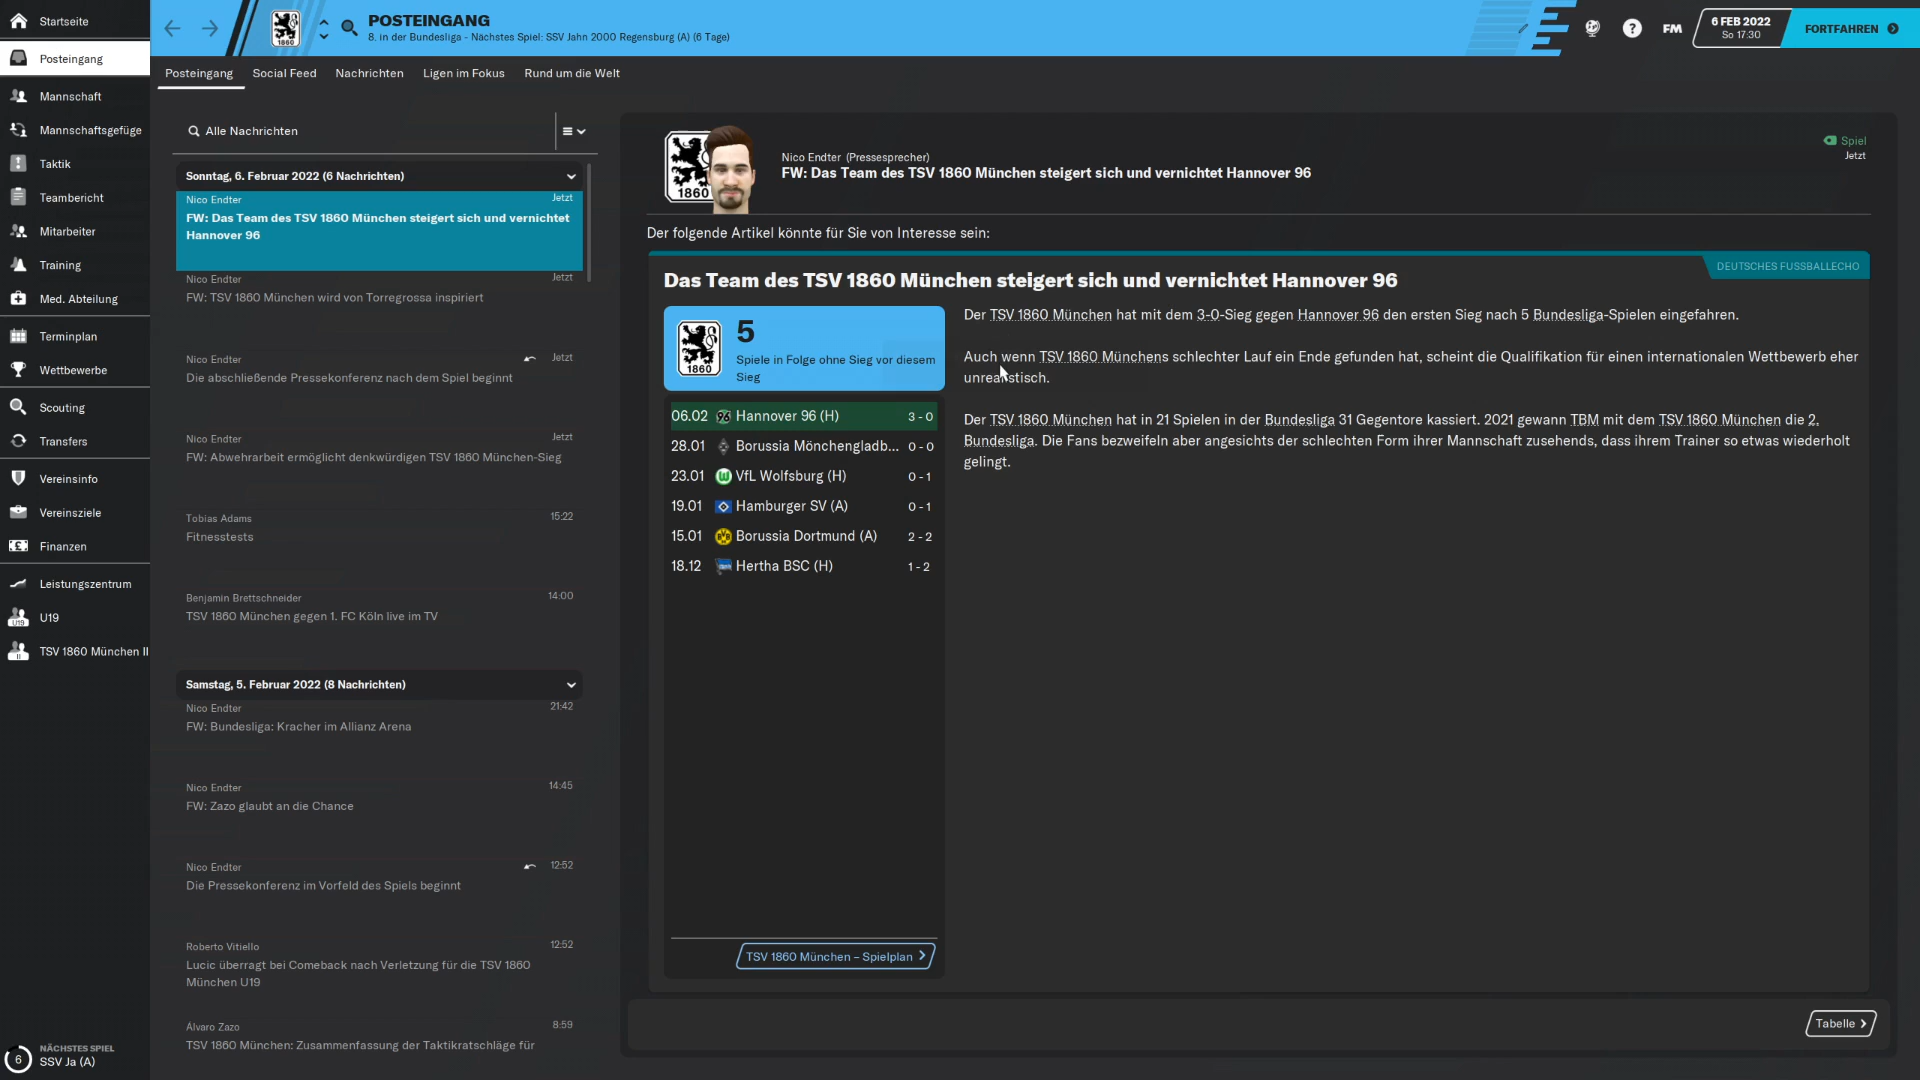 Startseite
Posteingang
Mannschaft
Mannschaftsgefüge
Taktik
Teambericht
Mitarbeiter
Training
Med. Abteilung
Terminplan
Wettbewerbe
Scouting
Transfers
Vereinsinfo
Vereinsziele
Finanzen
Leistungszentrum
U19
TSV 1860 München II
6
NÄCHSTES SPIEL
SSV Ja (A)
1860
POSTEINGANG
8. in der Bundesliga - Nächstes Spiel: SSV Jahn 2000 Regensburg (A) (6 Tage)
?
FM
6 FEB 2022
So 17:30
FORTFAHREN
Posteingang
Social Feed
Nachrichten
Ligen im Fokus
Rund um die Welt
Alle Nachrichten
Sonntag, 6. Februar 2022 (6 Nachrichten)
Nico Endter Jetzt
FW: Das Team des TSV 1860 München steigert sich und vernichtet
Hannover 96
Nico Endter Jetzt
FW: TSV 1860 München wird von Torregrossa inspiriert
Nico Endter Jetzt
Die abschließende Pressekonferenz nach dem Spiel beginnt
Nico Endter Jetzt
FW: Abwehrarbeit ermöglicht denkwürdigen TSV 1860 München-Sieg
Tobias Adams 15:22
Fitnesstests
Benjamin Brettschneider 14:00
TSV 1860 München gegen 1. FC Köln live im TV
Samstag, 5. Februar 2022 (8 Nachrichten)
Nico Endter 21:42
FW: Bundesliga: Kracher im Allianz Arena
Nico Endter 14:45
FW: Zazo glaubt an die Chance
Nico Endter 12:52
Die Pressekonferenz im Vorfeld des Spiels beginnt
Roberto Vitiello 12:52
Lucic überragt bei Comeback nach Verletzung für die TSV 1860
München U19
Álvaro Zazo 8:59
TSV 1860 München: Zusammenfassung der Taktikratschläge für
1860
Nico Endter (Pressesprecher)
FW: Das Team des TSV 1860 München steigert sich und vernichtet Hannover 96
Spiel
Jetzt
Der folgende Artikel könnte für Sie von Interesse sein:
DEUTSCHES FUSSBALLECHO
Das Team des TSV 1860 München steigert sich und vernichtet Hannover 96
1860
5
Spiele in Folge ohne Sieg vor diesem
Sieg
06.02 96 Hannover 96 (H) 3 - 0
28.01 Borussia Mönchengladb... 0 - 0
23.01 VfL Wolfsburg (H) 0 - 1
19.01 Hamburger SV (A) 0 - 1
15.01 Borussia Dortmund (A) 2 - 2
18.12 Hertha BSC (H) 1 - 2
TSV 1860 München – Spielplan
Der TSV 1860 München hat mit dem 3-0-Sieg gegen Hannover 96 den ersten Sieg nach 5 Bundesliga-Spielen eingefahren.
Auch wenn TSV 1860 Münchens schlechter Lauf ein Ende gefunden hat, scheint die Qualifikation für einen internationalen Wettbewerb eher
unrealistisch.
Der TSV 1860 München hat in 21 Spielen in der Bundesliga 31 Gegentore kassiert. 2021 gewann TBM mit dem TSV 1860 München die 2.
Bundesliga. Die Fans bezweifeln aber angesichts der schlechten Form ihrer Mannschaft zusehends, dass ihrem Trainer so etwas wiederholt
gelingt.
Tabelle